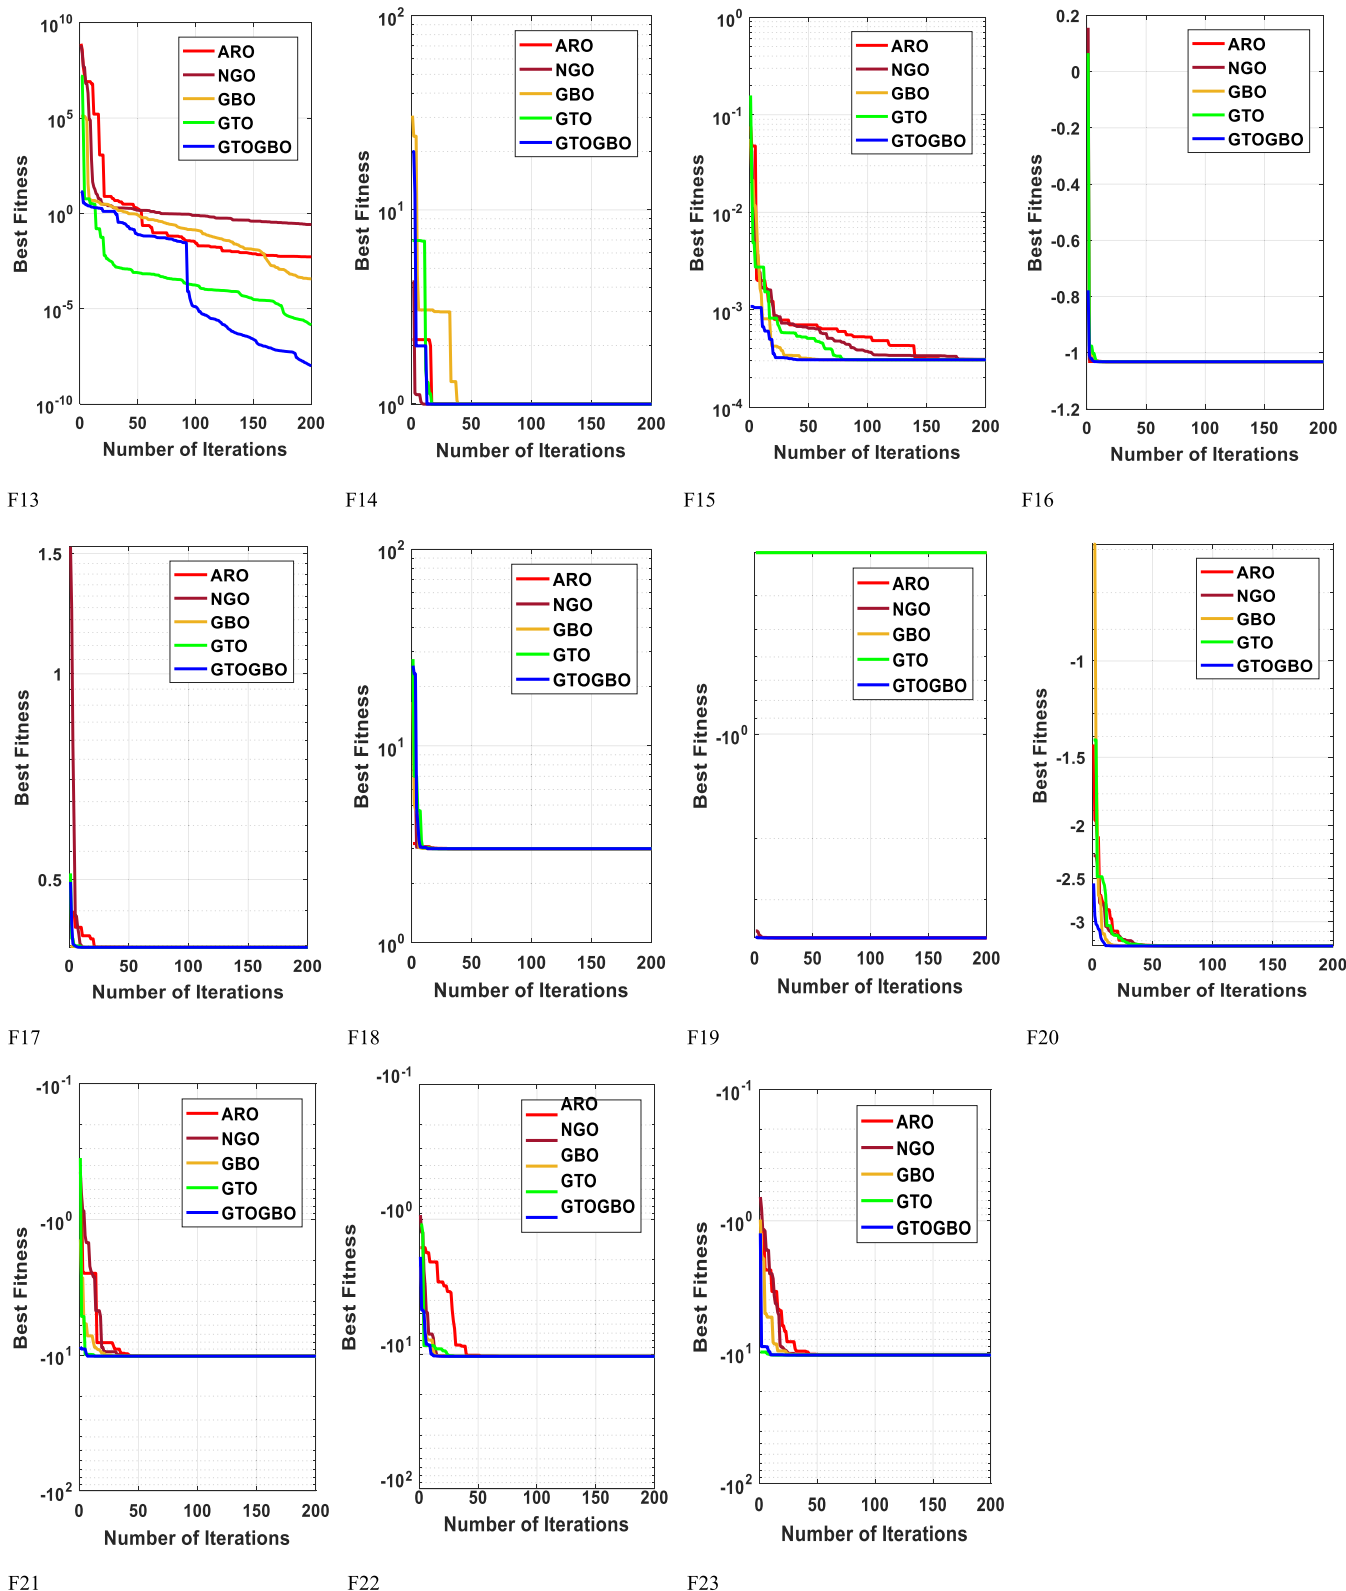 10^10
10^5
10^0
10^-5
10^-10
Best Fitness
ARO
NGO
GBO
GTO
GTOGBO
0 50 100 150 200
Number of Iterations
F13
10^2
10^1
10^0
Best Fitness
ARO
NGO
GBO
GTO
GTOGBO
0 50 100 150 200
Number of Iterations
F14
10^0
10^-1
10^-2
10^-3
10^-4
Best Fitness
ARO
NGO
GBO
GTO
GTOGBO
0 50 100 150 200
Number of Iterations
F15
0.2
0
-0.2
-0.4
-0.6
-0.8
-1
-1.2
Best Fitness
ARO
NGO
GBO
GTO
GTOGBO
0 50 100 150 200
Number of Iterations
F16
1.5
1
0.5
Best Fitness
ARO
NGO
GBO
GTO
GTOGBO
0 50 100 150 200
Number of Iterations
F17
10^2
10^1
10^0
Best Fitness
ARO
NGO
GBO
GTO
GTOGBO
0 50 100 150 200
Number of Iterations
F18
-10^0
Best Fitness
ARO
NGO
GBO
GTO
GTOGBO
0 50 100 150 200
Number of Iterations
F19
-1
-1.5
-2
-2.5
-3
Best Fitness
ARO
NGO
GBO
GTO
GTOGBO
0 50 100 150 200
Number of Iterations
F20
-10^-1
-10^0
-10^1
-10^2
Best Fitness
ARO
NGO
GBO
GTO
GTOGBO
0 50 100 150 200
Number of Iterations
F21
-10^-1
-10^0
-10^1
-10^2
Best Fitness
ARO
NGO
GBO
GTO
GTOGBO
0 50 100 150 200
Number of Iterations
F22
-10^-1
-10^0
-10^1
-10^2
Best Fitness
ARO
NGO
GBO
GTO
GTOGBO
0 50 100 150 200
Number of Iterations
F23